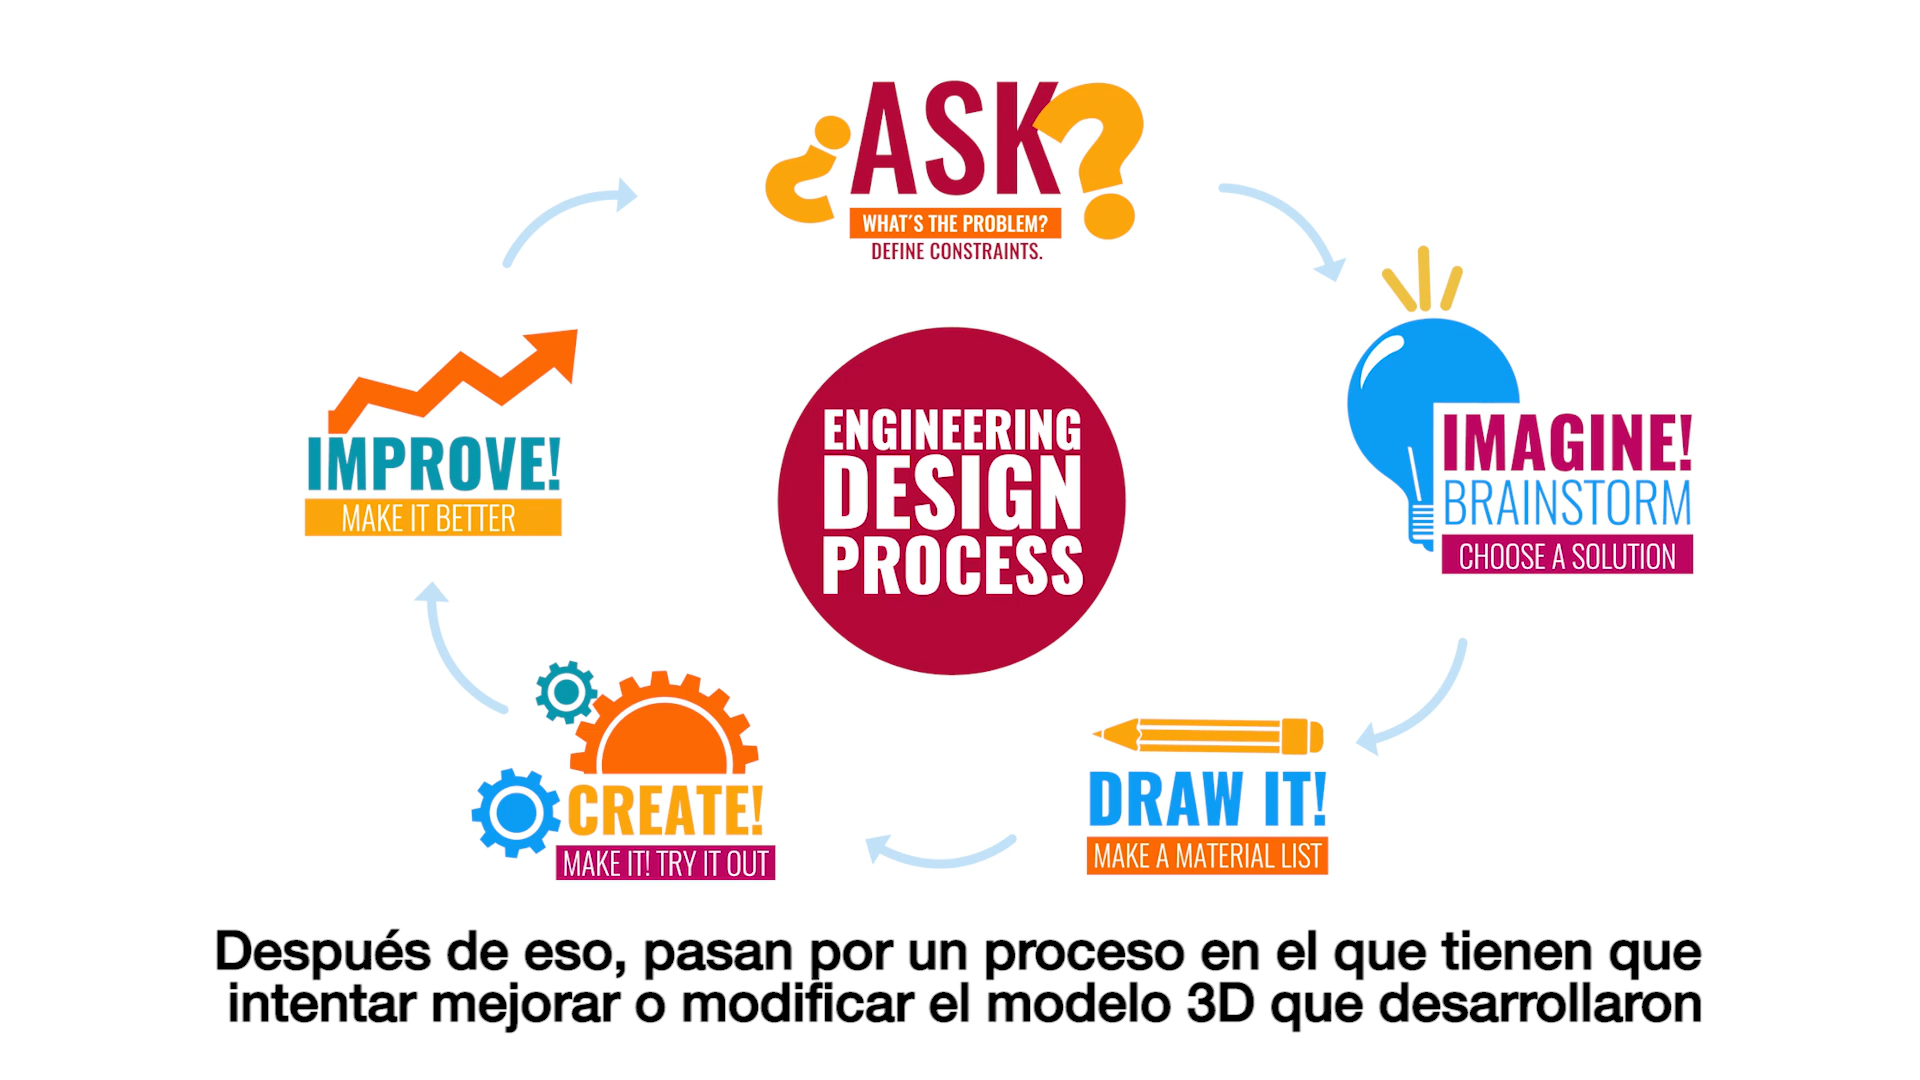 ¿ASK?
WHAT´S THE PROBLEM?
DEFINE CONSTRAINTS.
IMAGINE!
BRAINSTORM
CHOOSE A SOLUTION
DRAW IT!
MAKE A MATERIAL LIST
CREATE!
MAKE IT! TRY IT OUT
IMPROVE!
MAKE IT BETTER
ENGINEERING
DESIGN
PROCESS
Después de eso, pasan por un proceso en el que tienen que
intentar mejorar o modificar el modelo 3D que desarrollaron